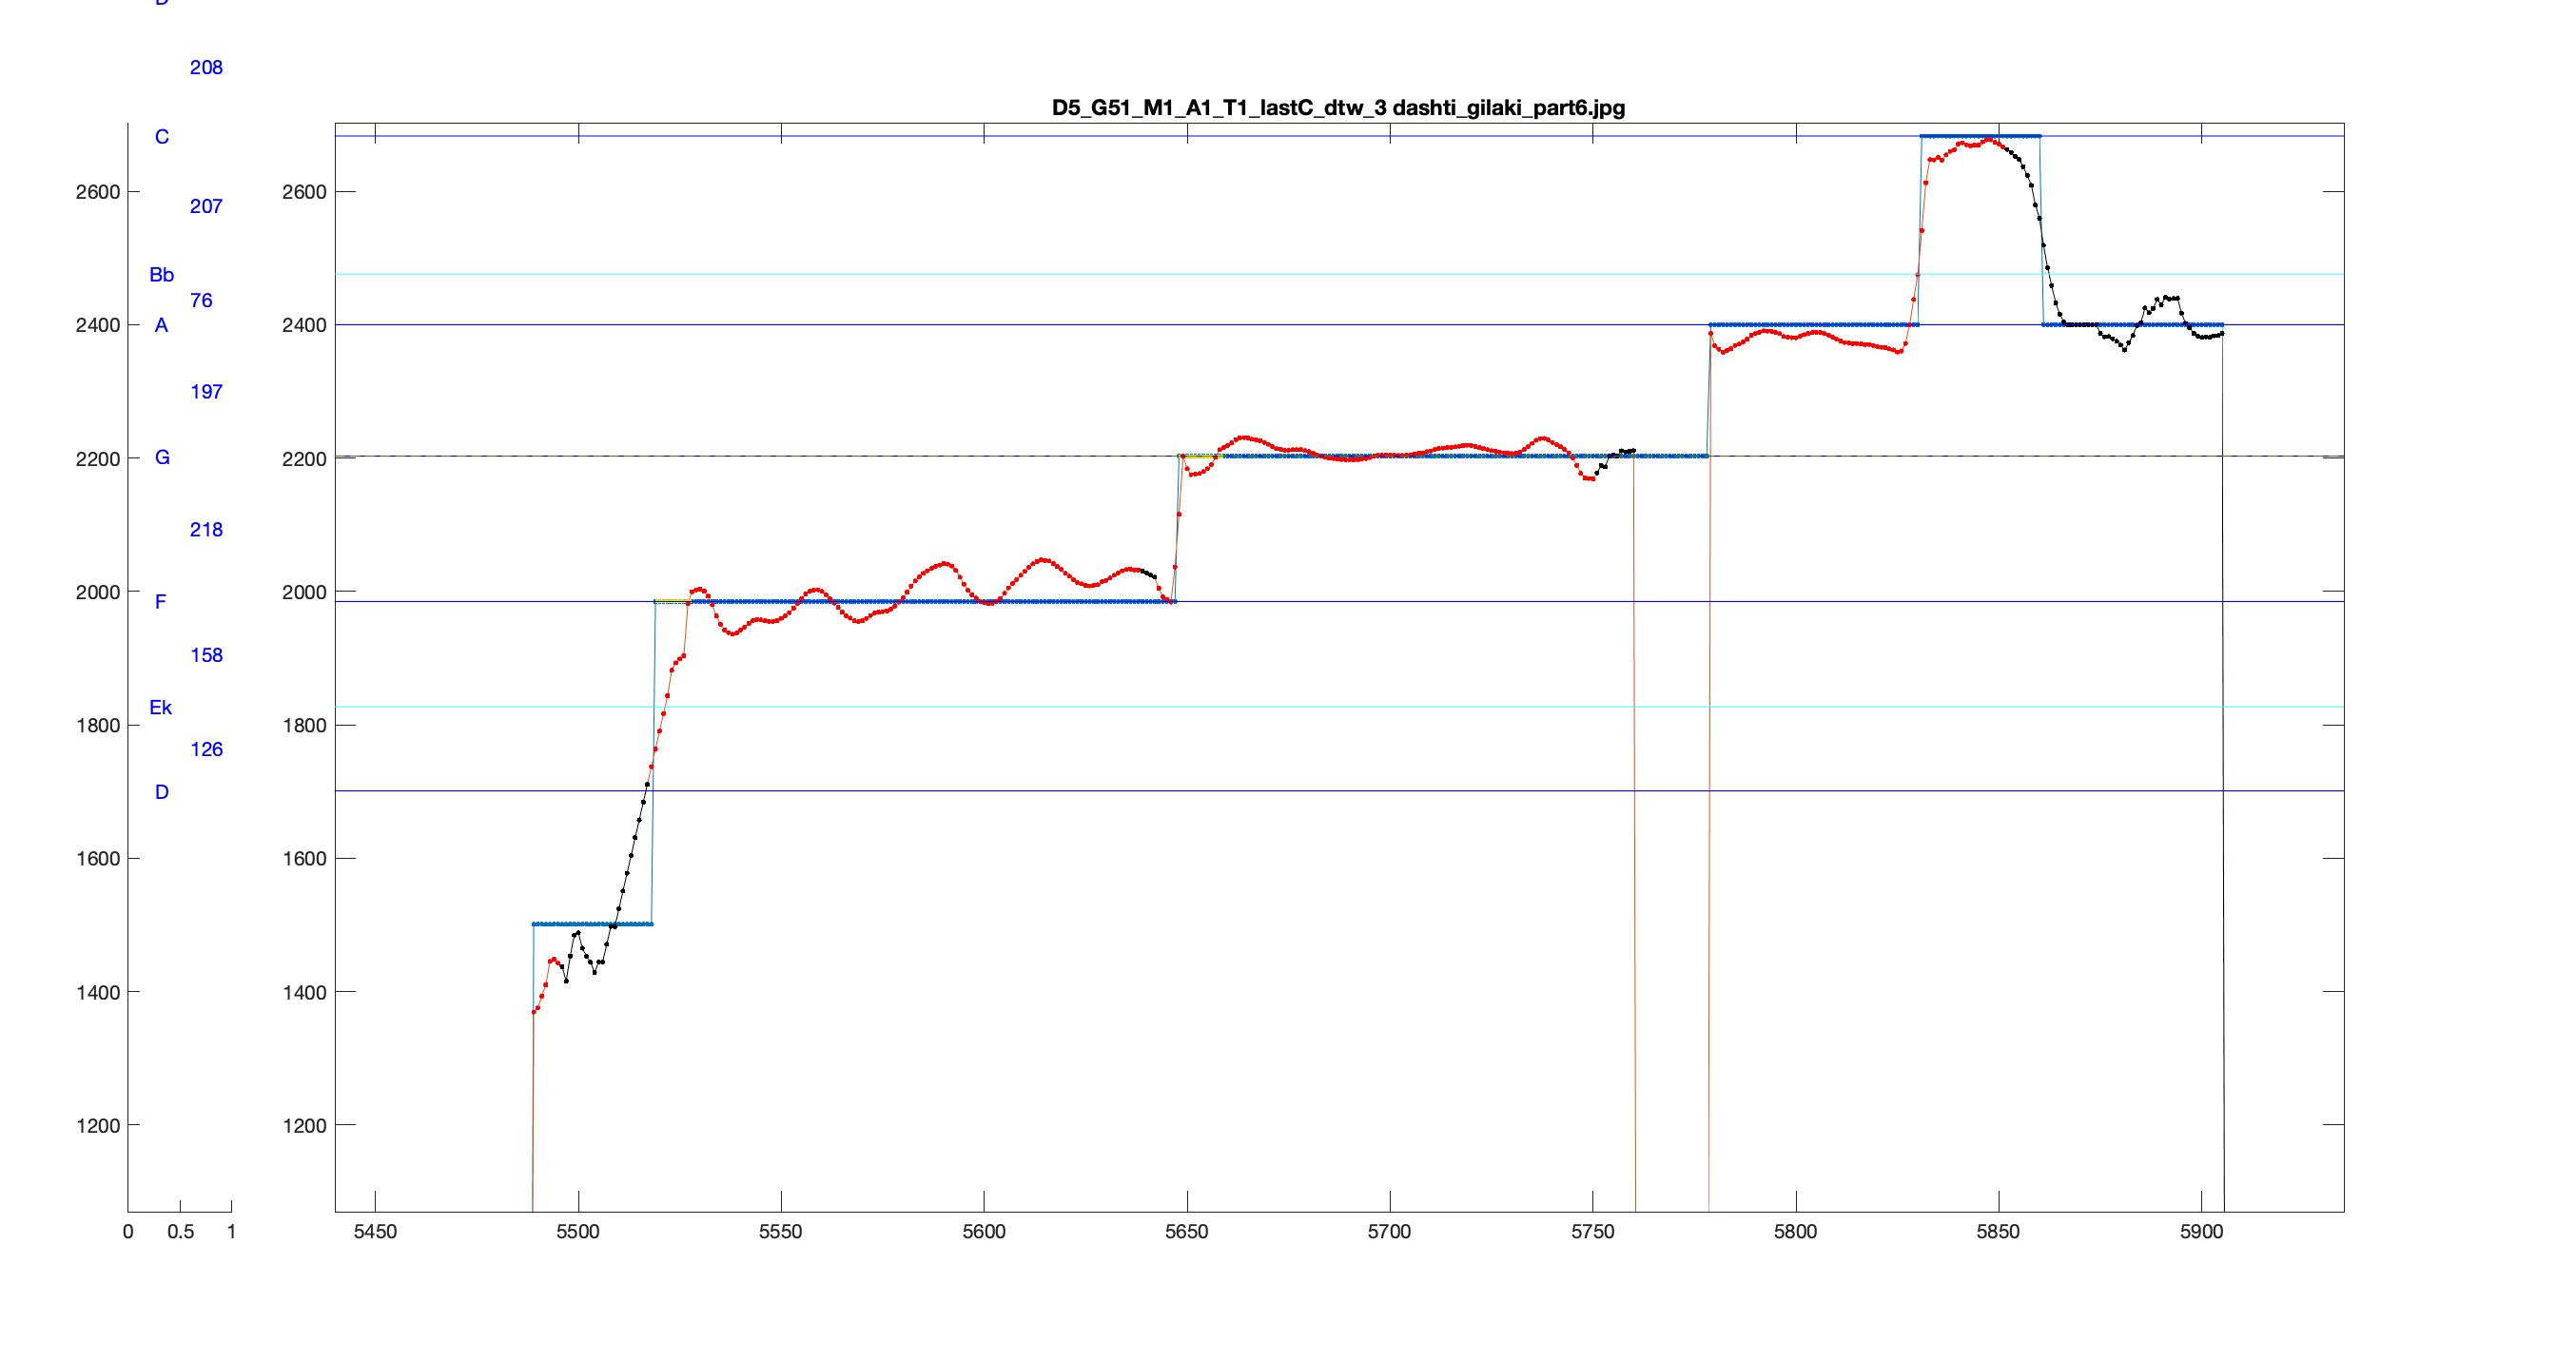 D
208
D5_G51_M1_A1_T1_lastC_dtw_3 dashti_gilaki_part6.jpg
C
2600 2600
207
Bb
76
2400 A 2400
197
2200 G 2200
218
2000 F 2000
158
Ek
1800 1800
126
D
1600 1600
1400 1400
1200 1200
0 0.5 1 5450 5500 5550 5600 5650 5700 5750 5800 5850 5900